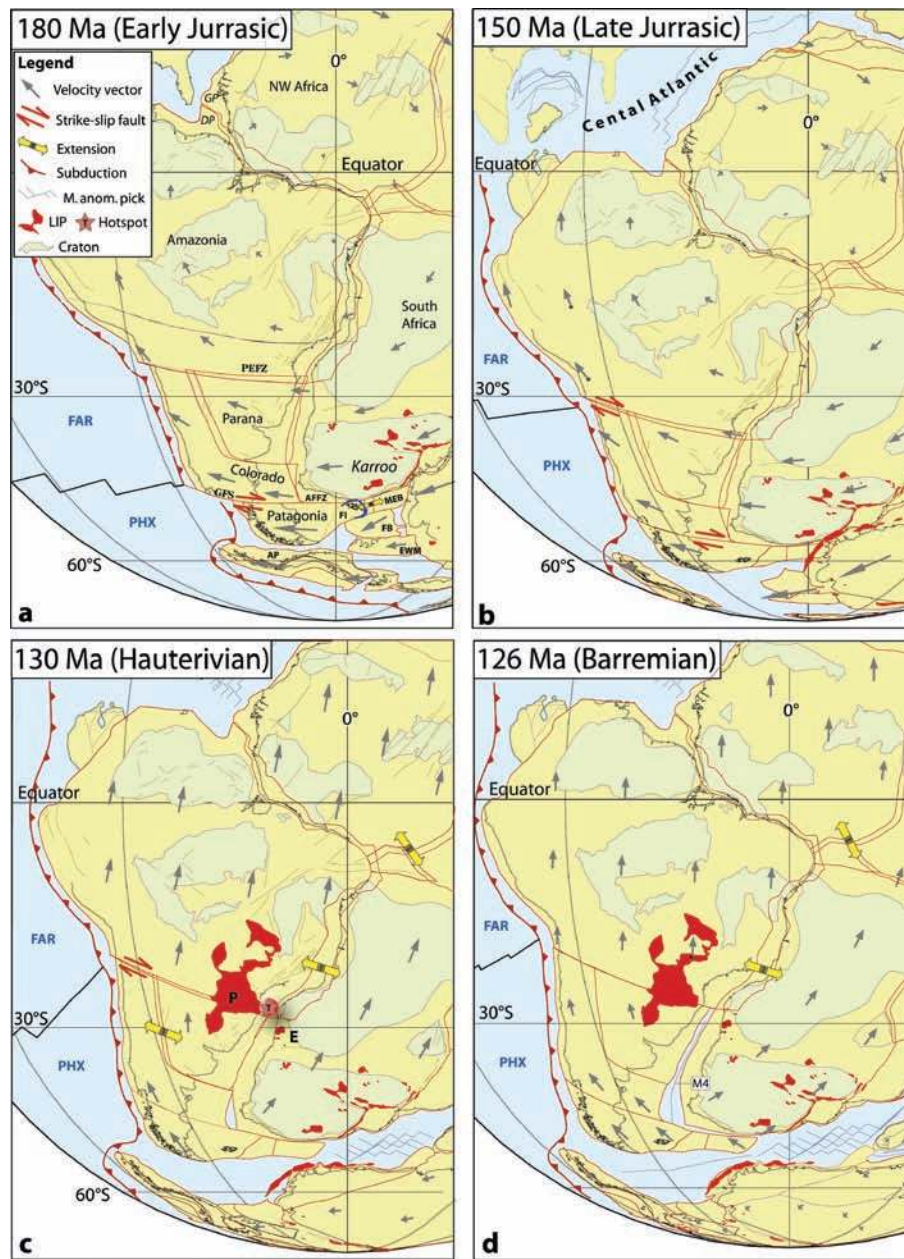 180 Ma (Early Jurrasic)
Legend
Velocity vector
Strike-slip fault
Extension
Subduction
M. anom. pick
LIP
T
Hotspot
Craton
0°
NW Africa
GP
DP
Equator
Amazonia
South
Africa
PEFZ
30°S
FAR
Parana
Karroo
Colorado
GFS
AFFZ
MEB
Patagonia
FI
FB
PHX
EWM
AP
60°S
a
150 Ma (Late Jurrasic)
Cental Atlantic
0°
Equator
FAR
30°S
PHX
60°S
b
130 Ma (Hauterivian)
0°
Equator
FAR
P
T
E
30°S
PHX
60°S
c
126 Ma (Barremian)
0°
Equator
FAR
30°S
M4
PHX
60°S
d